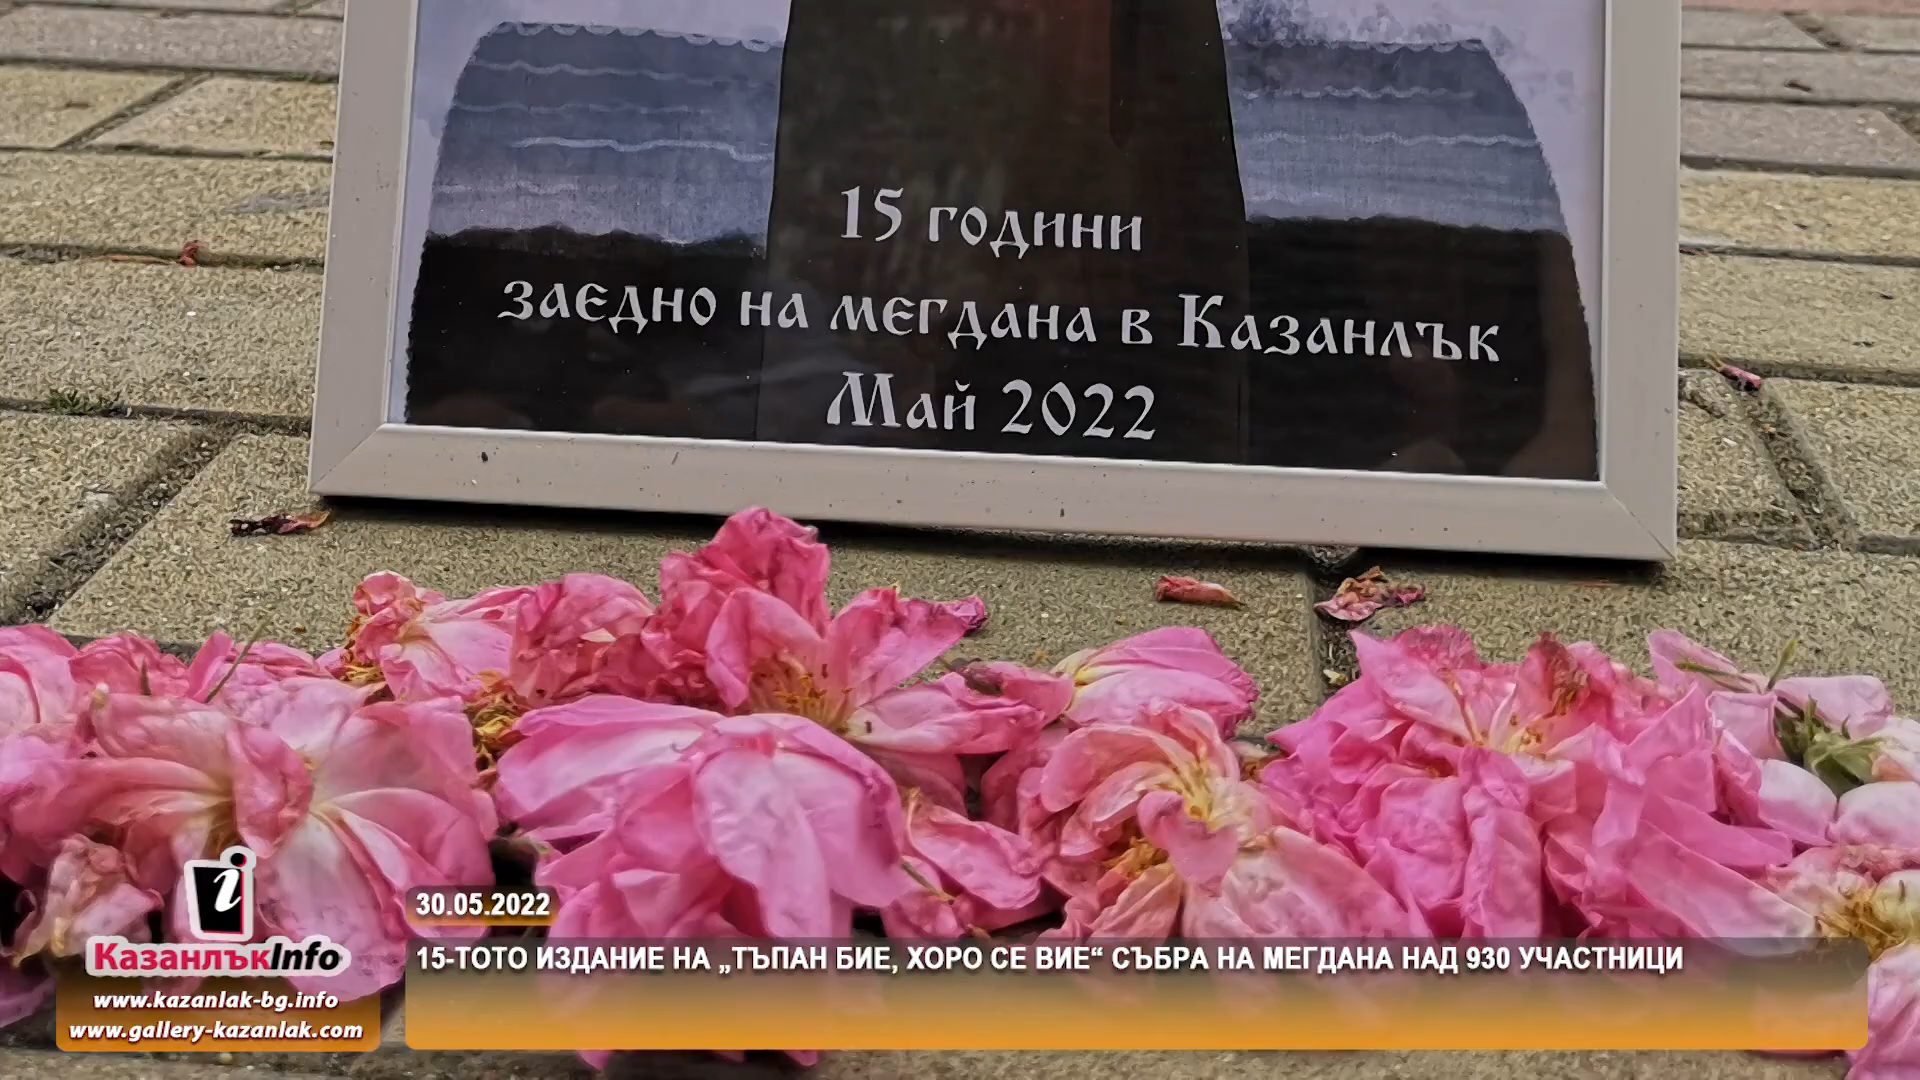 15 години
заедно на мегдана в Казанлък
Май 2022
30.05.2022
15-ТОТО ИЗДАНИЕ НА „ТЪПАН БИЕ, ХОРО СЕ ВИЕ“ СЪБРА НА МЕГДАНА НАД 930 УЧАСТНИЦИ
i
КазанлъкInfo
www.kazanlak-bg.info
www.gallery-kazanlak.com